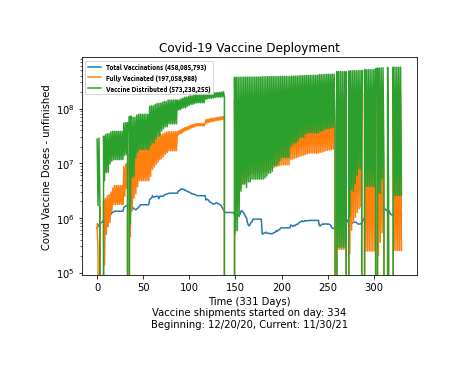 Covid-19 Vaccine Deployment
Total Vaccinations (458,085,793)
Fully Vacinated (197,058,988)
Vaccine Distributed (573,238,255)
Covid Vaccine Doses - unfinished
10⁸
10⁷
10⁶
10⁵
0 50 100 150 200 250 300
Time (331 Days)
Vaccine shipments started on day: 334
Beginning: 12/20/20, Current: 11/30/21